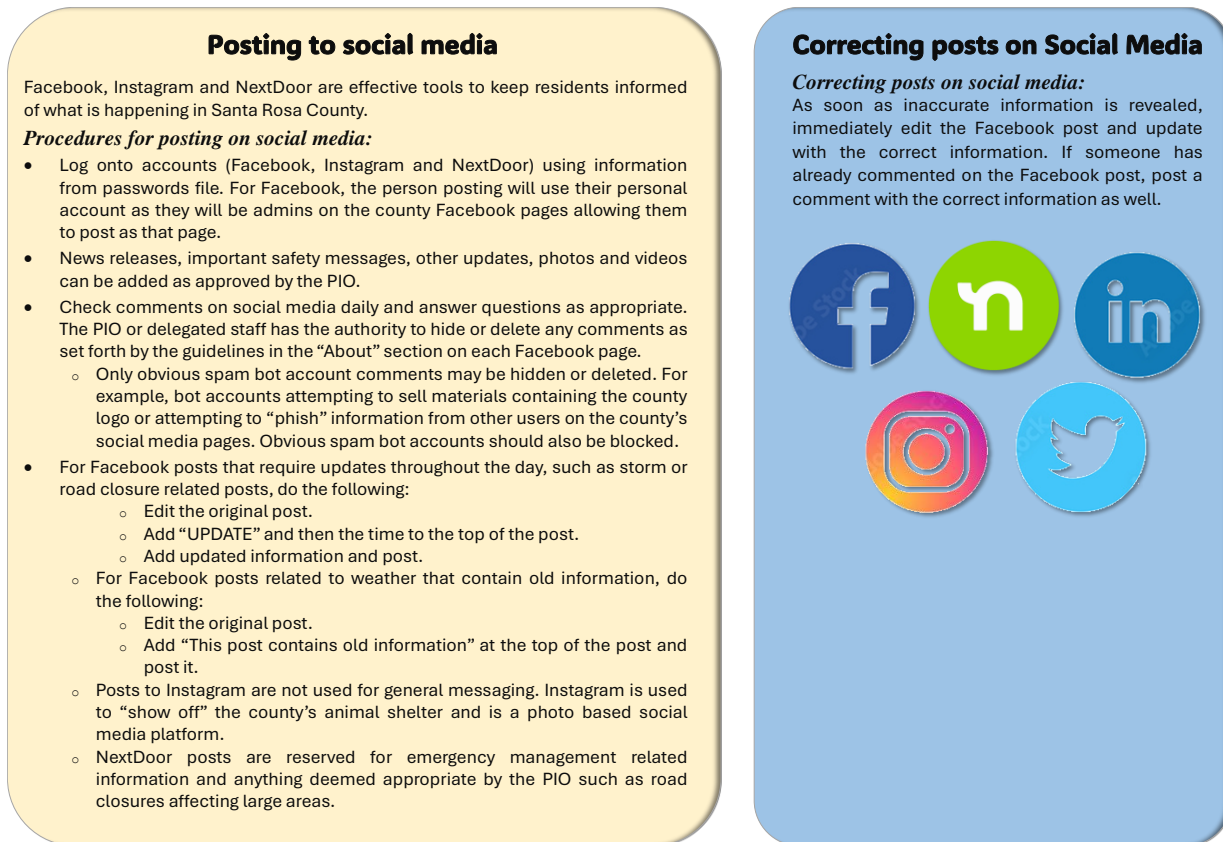 Posting to social media
Facebook, Instagram and NextDoor are effective tools to keep residents informed
of what is happening in Santa Rosa County.
Procedures for posting on social media:
• Log onto accounts (Facebook, Instagram and NextDoor) using information
from passwords file. For Facebook, the person posting will use their personal
account as they will be admins on the county Facebook pages allowing them
to post as that page.
• News releases, important safety messages, other updates, photos and videos
can be added as approved by the PIO.
• Check comments on social media daily and answer questions as appropriate.
The PIO or delegated staff has the authority to hide or delete any comments as
set forth by the guidelines in the “About” section on each Facebook page.
○ Only obvious spam bot account comments may be hidden or deleted. For
example, bot accounts attempting to sell materials containing the county
logo or attempting to “phish” information from other users on the county’s
social media pages. Obvious spam bot accounts should also be blocked.
• For Facebook posts that require updates throughout the day, such as storm or
road closure related posts, do the following:
○ Edit the original post.
○ Add “UPDATE” and then the time to the top of the post.
○ Add updated information and post.
○ For Facebook posts related to weather that contain old information, do
the following:
○ Edit the original post.
○ Add “This post contains old information” at the top of the post and
post it.
○ Posts to Instagram are not used for general messaging. Instagram is used
to “show off” the county’s animal shelter and is a photo based social
media platform.
○ NextDoor posts are reserved for emergency management related
information and anything deemed appropriate by the PIO such as road
closures affecting large areas.
Correcting posts on Social Media
Correcting posts on social media:
As soon as inaccurate information is revealed,
immediately edit the Facebook post and update
with the correct information. If someone has
already commented on the Facebook post, post a
comment with the correct information as well.
f
n
in